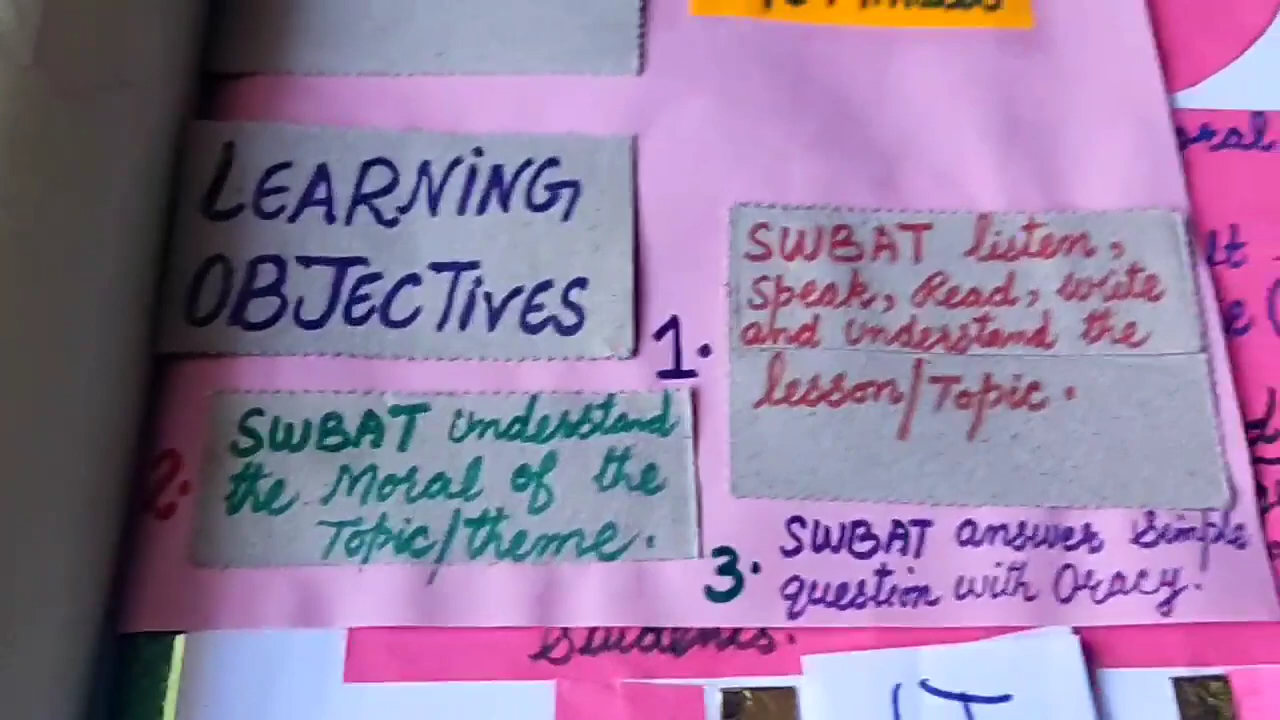 LEARNiNG
OBJECTiVES
1. SWBAT listen,
Speak, Read, write
and understand the
lesson/Topic.
2. SWBAT understand
the Moral of the
Topic/theme.
3. SWBAT answer Simple
question with Oracy!
Students.